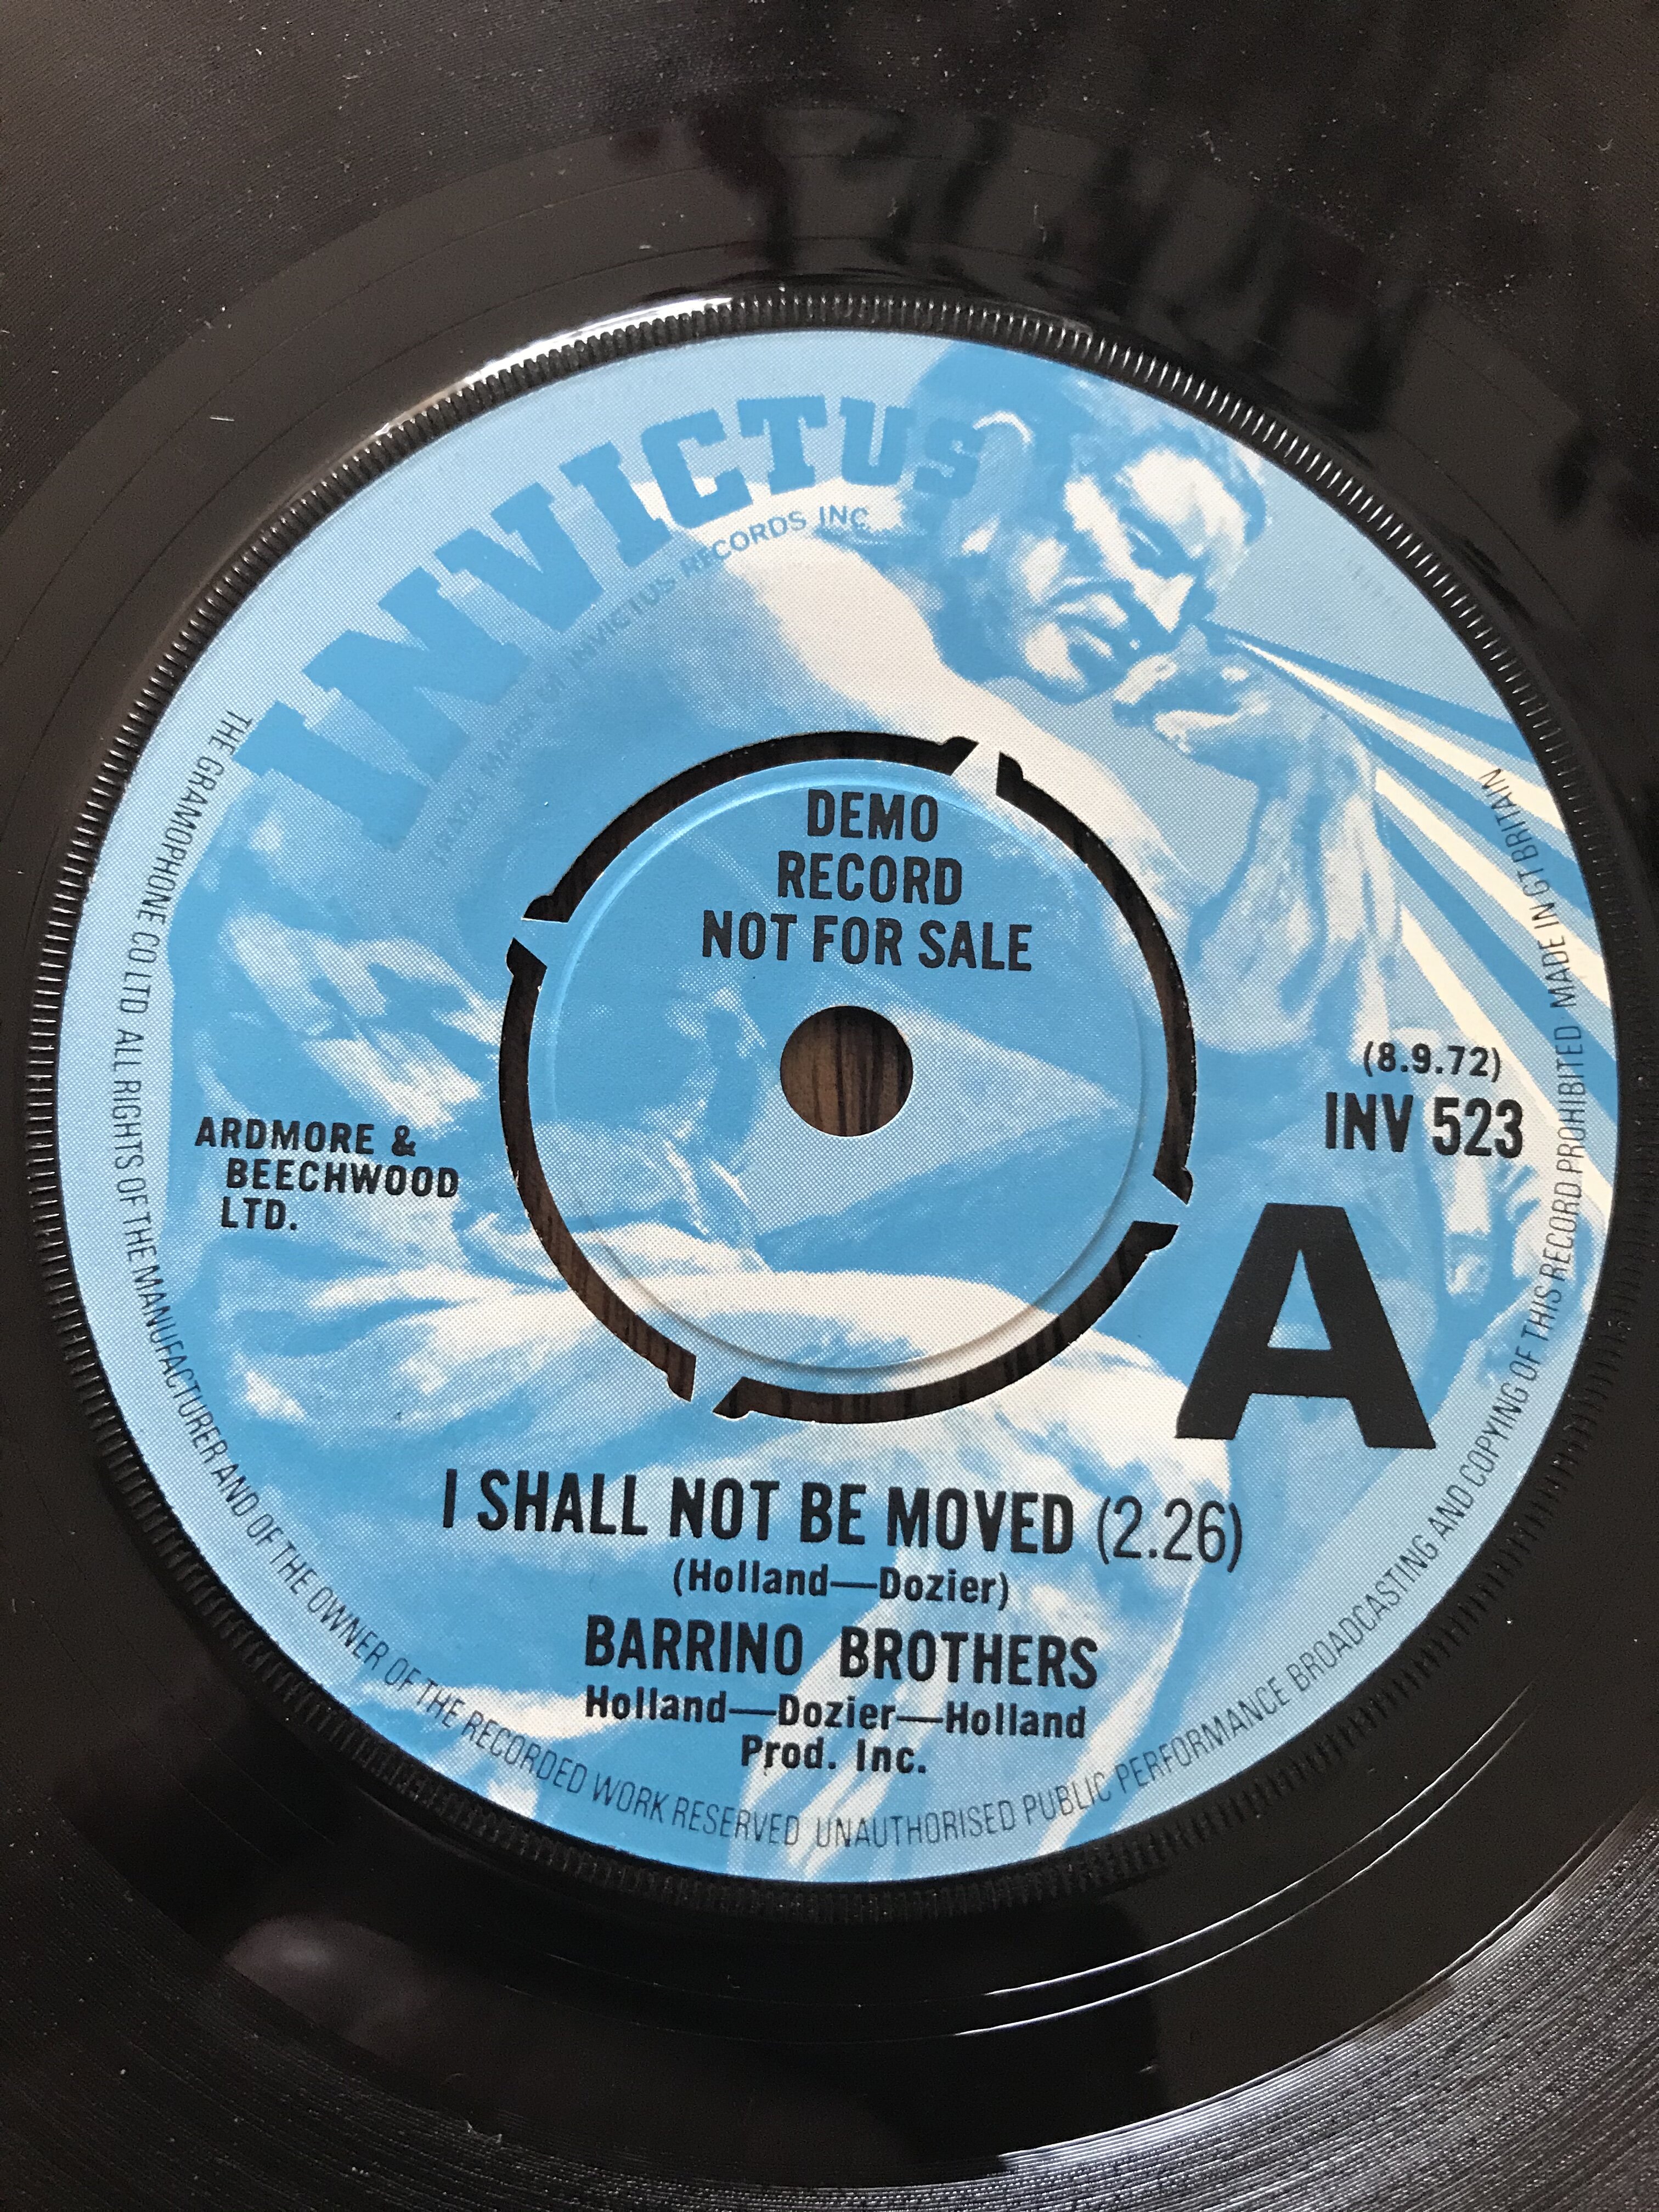 INVICTUS
TRADE MARK OF INVICTUS RECORDS INC.
DEMO
RECORD
NOT FOR SALE
ARDMORE &
BEECHWOOD
LTD.
(8.9.72)
INV 523
A
I SHALL NOT BE MOVED (2.26)
(Holland—Dozier)
BARRINO BROTHERS
Holland—Dozier—Holland
Prod. Inc.
THE GRAMOPHONE CO LTD ALL RIGHTS OF THE MANUFACTURER AND OF THE OWNER OF THE RECORDED WORK RESERVED UNAUTHORISED PUBLIC PERFORMANCE BROADCASTING AND COPYING OF THIS RECORD PROHIBITED MADE IN GT BRITAIN